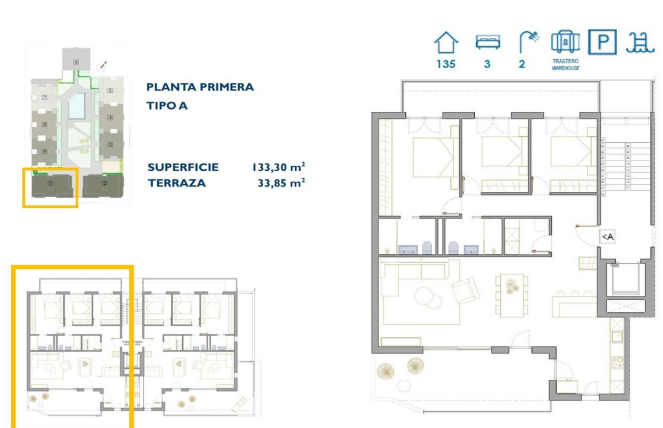 PLANTA PRIMERA
TIPO A
SUPERFICIE 133,30 m²
TERRAZA 33,85 m²
135
3
2
TRASTERO
WAREHOUSE
P
<A